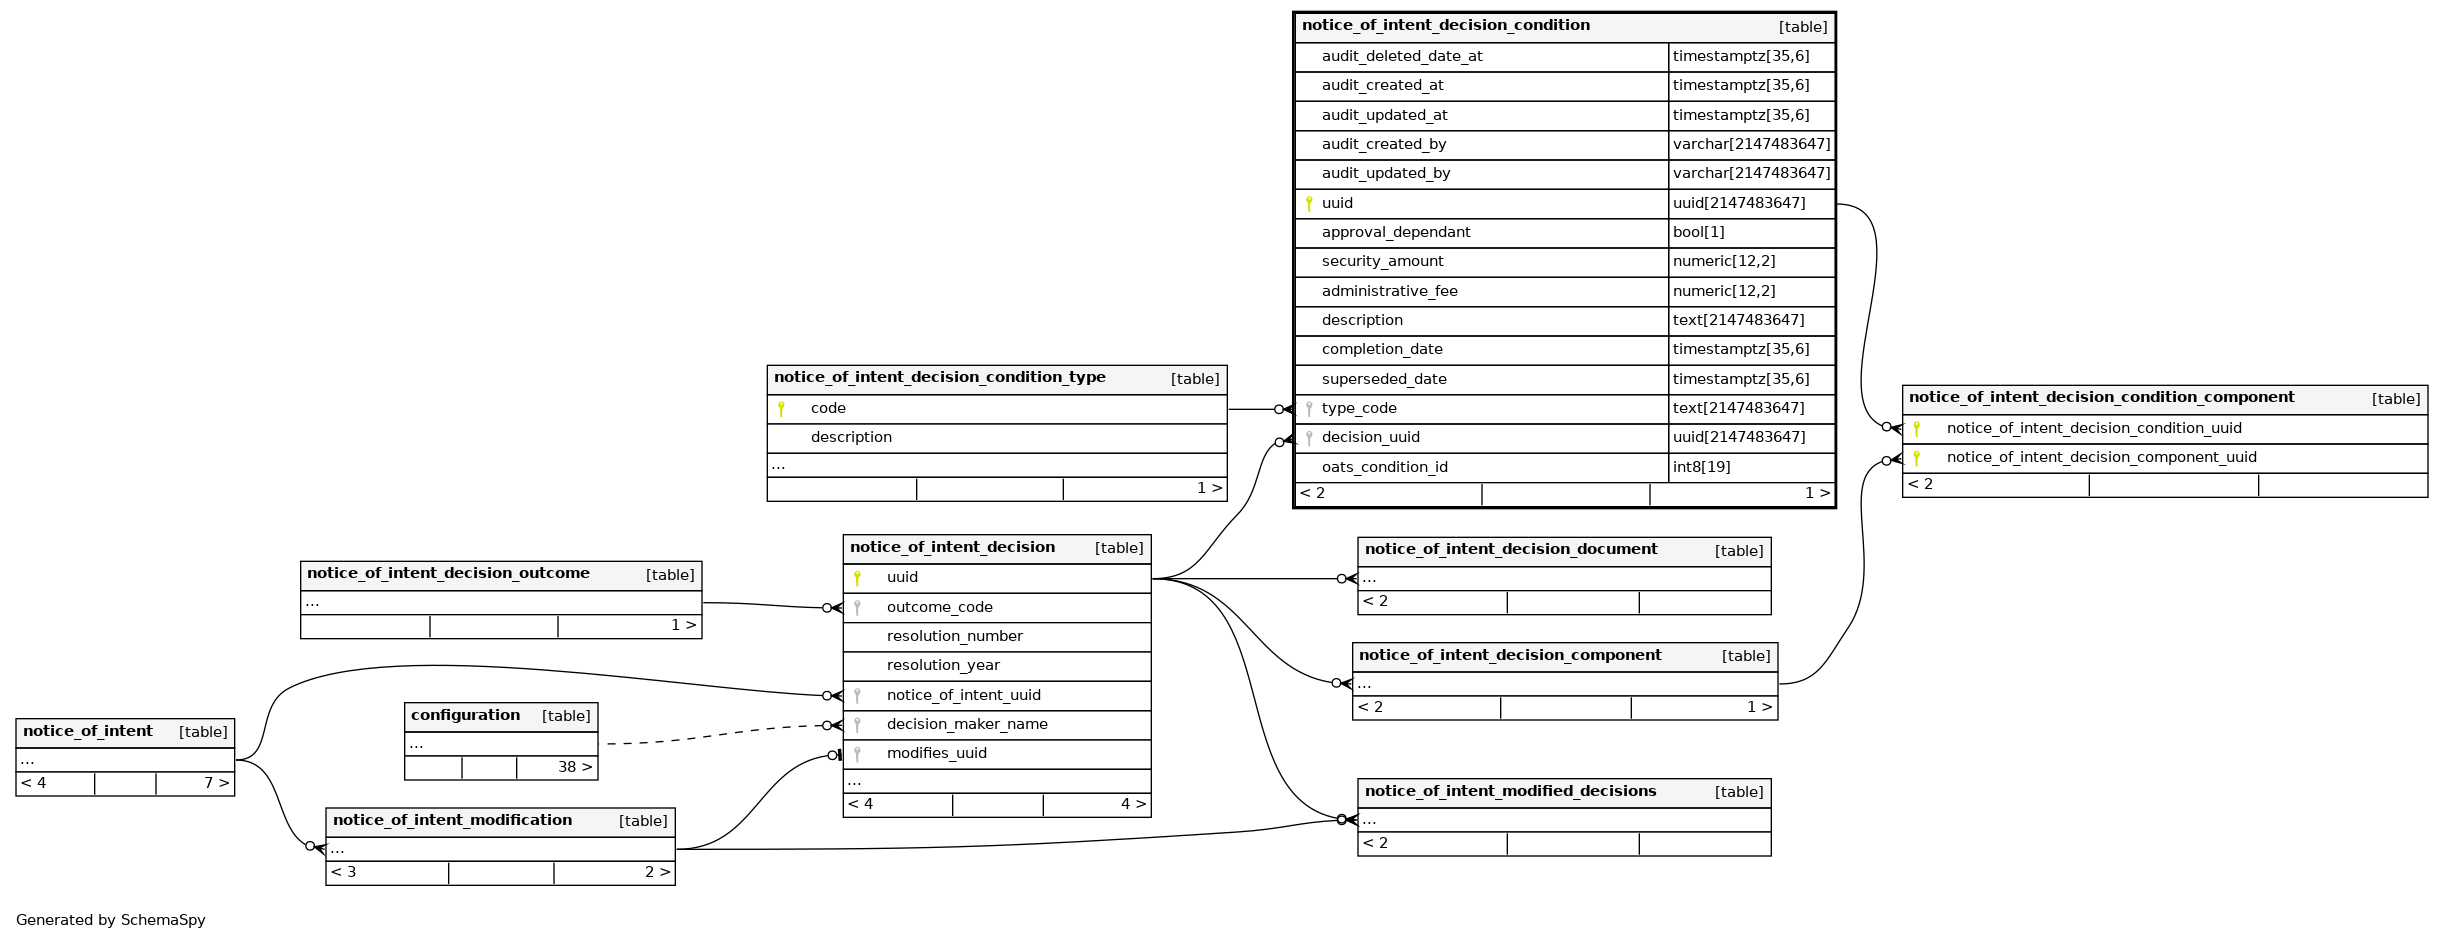 notice_of_intent_decision_condition [table]
audit_deleted_date_at timestamptz[35,6]
audit_created_at timestamptz[35,6]
audit_updated_at timestamptz[35,6]
audit_created_by varchar[2147483647]
audit_updated_by varchar[2147483647]
uuid uuid[2147483647]
approval_dependant bool[1]
security_amount numeric[12,2]
administrative_fee numeric[12,2]
description text[2147483647]
completion_date timestamptz[35,6]
superseded_date timestamptz[35,6]
type_code text[2147483647]
decision_uuid uuid[2147483647]
oats_condition_id int8[19]
< 2 1 >
notice_of_intent_decision_condition_type [table]
code
description
...
1 >
notice_of_intent_decision_condition_component [table]
notice_of_intent_decision_condition_uuid
notice_of_intent_decision_component_uuid
< 2
notice_of_intent_decision [table]
uuid
outcome_code
resolution_number
resolution_year
notice_of_intent_uuid
decision_maker_name
modifies_uuid
...
< 4 4 >
notice_of_intent_decision_document [table]
...
< 2
notice_of_intent_decision_outcome [table]
...
1 >
notice_of_intent_decision_component [table]
...
< 2 1 >
configuration [table]
...
38 >
notice_of_intent [table]
...
< 4 7 >
notice_of_intent_modified_decisions [table]
...
< 2
notice_of_intent_modification [table]
...
< 3 2 >
Generated by SchemaSpy